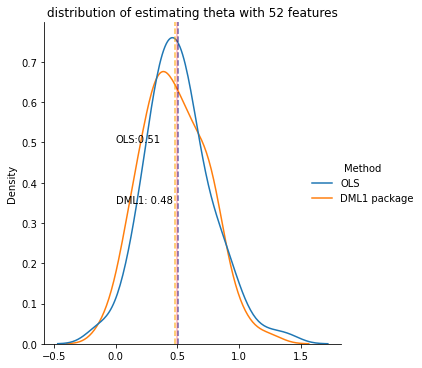 distribution of estimating theta with 52 features
Density
0.7
0.6
0.5
0.4
0.3
0.2
0.1
0.0
OLS:0.51
DML1: 0.48
Method
OLS
DML1 package
−0.5 0.0 0.5 1.0 1.5